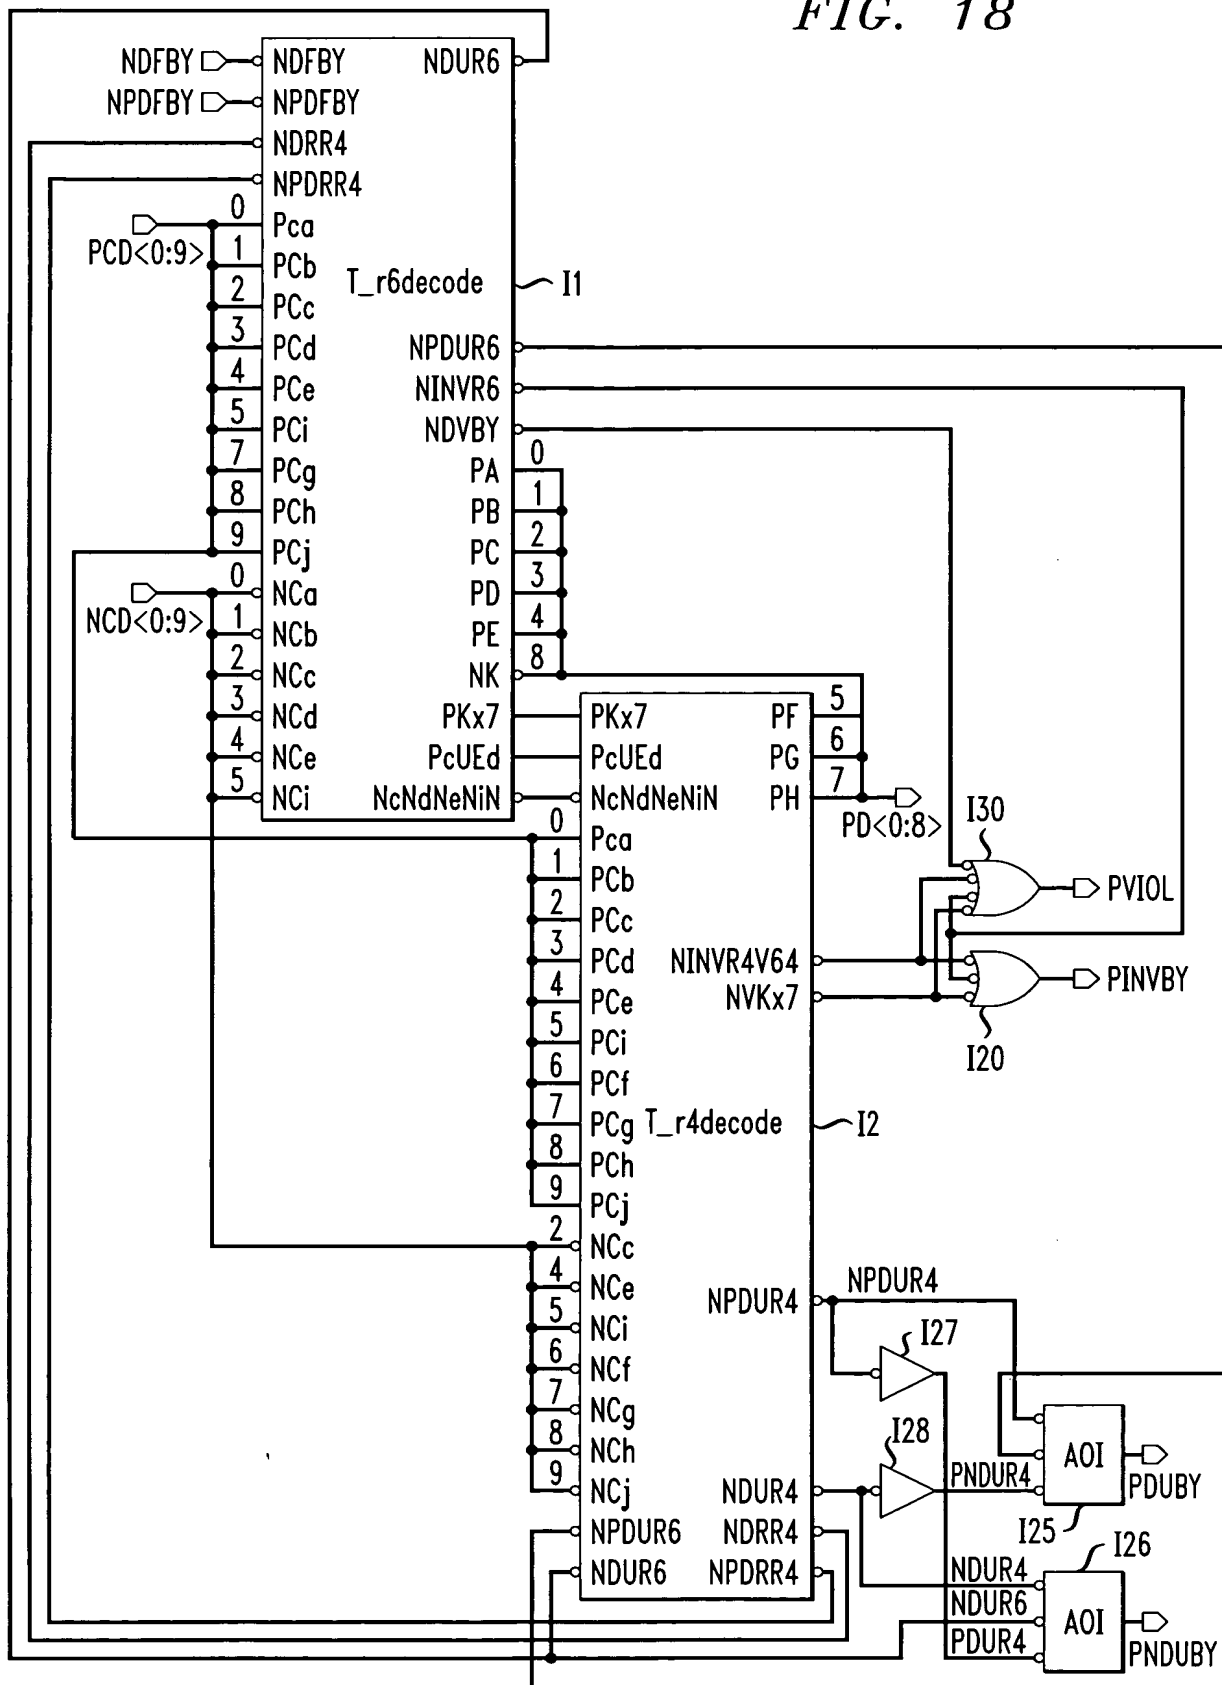 FIG. 18
NDFBY
NPDFBY
NDFBY
NPDFBY
NDRR4
NPDRR4
PCD<0:9>
0 Pca
1 PCb
2 PCc
3 PCd
4 PCe
5 PCi
7 PCg
8 PCh
9 PCj
NCD<0:9>
0 NCa
1 NCb
2 NCc
3 NCd
4 NCe
5 NCi
T_r6decode
I1
NDUR6
NPDUR6
NINVR6
NDVBY
PA 0
PB 1
PC 2
PD 3
PE 4
NK 8
PKx7
PcUEd
NcNdNeNiN
PKx7
PcUEd
NcNdNeNiN
0 Pca
1 PCb
2 PCc
3 PCd
4 PCe
5 PCi
6 PCf
7 PCg
8 PCh
9 PCj
2 NCc
4 NCe
5 NCi
6 NCf
7 NCg
8 NCh
9 NCj
NPDUR6
NDUR6
T_r4decode
I2
PF 5
PG 6
PH 7
PD<0:8>
NINVR4V64
NVKx7
NPDUR4
NDUR4
NDRR4
NPDRR4
I30
PVIOL
PINVBY
I20
NPDUR4
I27
I28
PNDUR4
AOI
PDUBY
I25
I26
NDUR4
NDUR6
PDUR4
AOI
PNDUBY